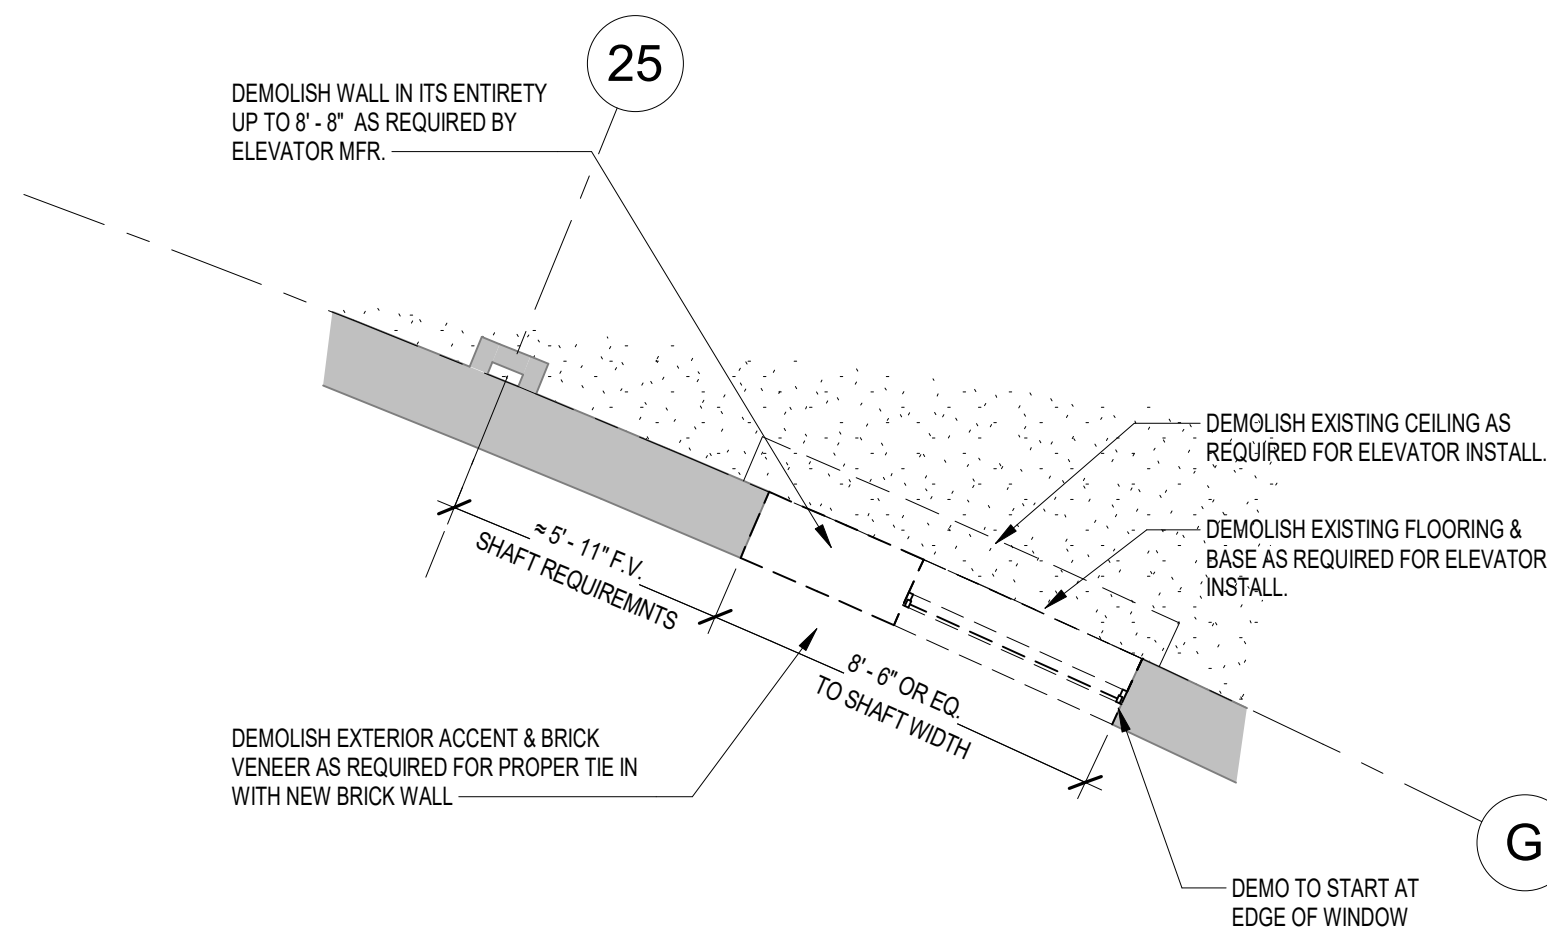 25
DEMOLISH WALL IN ITS ENTIRETY
UP TO 8' - 8" AS REQUIRED BY
ELEVATOR MFR.
DEMOLISH EXISTING CEILING AS
REQUIRED FOR ELEVATOR INSTALL.
DEMOLISH EXISTING FLOORING &
BASE AS REQUIRED FOR ELEVATOR
INSTALL.
≈ 5' - 11" F.V.
SHAFT REQUIREMNTS
8' - 6" OR EQ.
TO SHAFT WIDTH
DEMOLISH EXTERIOR ACCENT & BRICK
VENEER AS REQUIRED FOR PROPER TIE IN
WITH NEW BRICK WALL
G
DEMO TO START AT
EDGE OF WINDOW